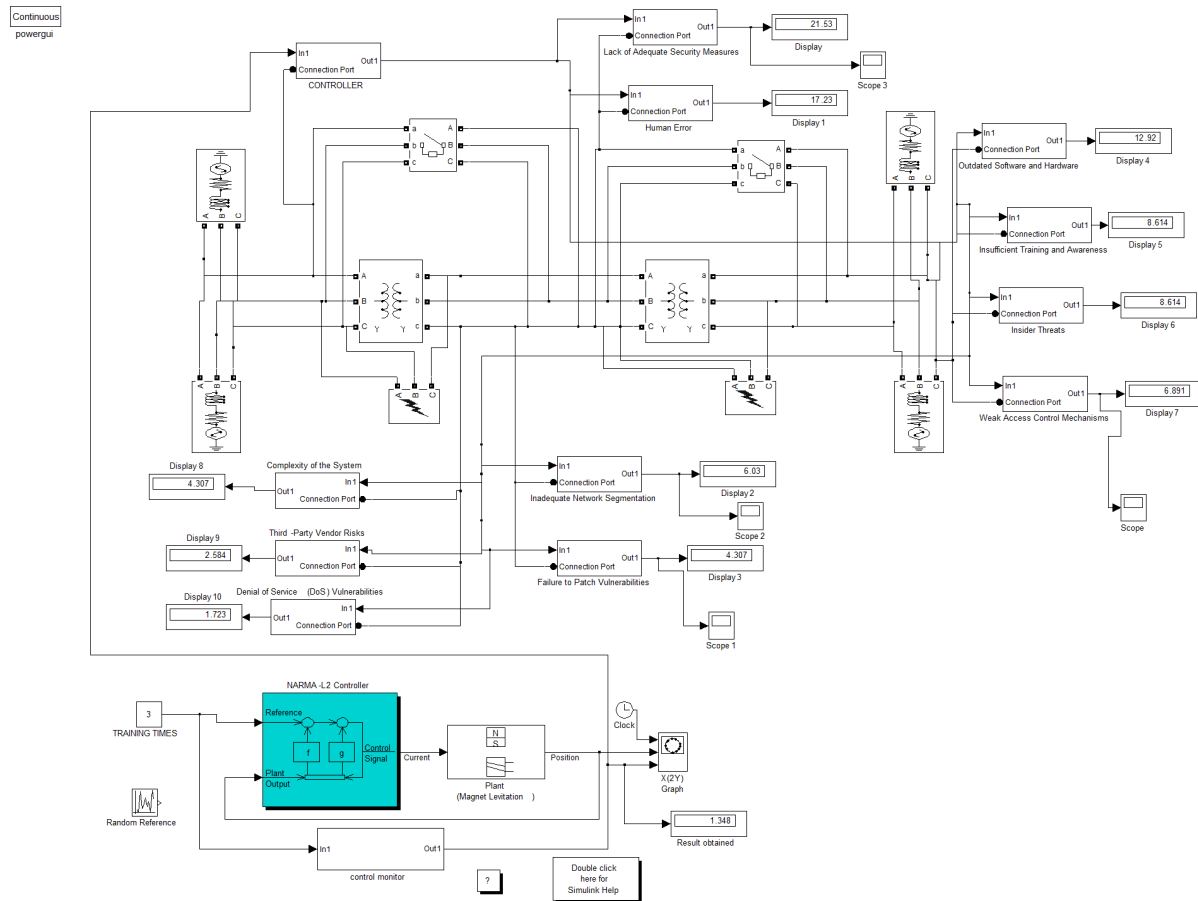 Continuous
powergui
In1
Connection Port
Out1
CONTROLLER
In1
Connection Port
Out1
Lack of Adequate Security Measures
21.53
Display
Scope 3
In1
Connection Port
Out1
Human Error
17.23
Display 1
a
b
c
A
B
C
a
b
c
A
B
C
A B C
A B C
In1
Connection Port
Out1
Outdated Software and Hardware
12.92
Display 4
In1
Connection Port
Out1
Insufficient Training and Awareness
8.614
Display 5
In1
Connection Port
Out1
Insider Threats
8.614
Display 6
In1
Connection Port
Out1
Weak Access Control Mechanisms
6.891
Display 7
Scope
A
B
C
a
b
c
Y Y
A
B
C
a
b
c
Y Y
A B C
A B C
A B C
A B C
Display 8
4.307
Complexity of the System
Out1
In1
Connection Port
Display 9
2.584
Third -Party Vendor Risks
Out1
In1
Connection Port
Display 10
1.723
Denial of Service (DoS) Vulnerabilities
Out1
In1
Connection Port
In1
Connection Port
Out1
Inadequate Network Segmentation
6.03
Display 2
Scope 2
In1
Connection Port
Out1
Failure to Patch Vulnerabilities
4.307
Display 3
Scope 1
3
TRAINING TIMES
Random Reference
NARMA -L2 Controller
Reference
f
g
Plant
Output
Control
Signal
Current
N
S
Plant
(Magnet Levitation )
Position
Clock
X(2Y)
Graph
1.348
Result obtained
In1
Out1
control monitor
?
Double click
here for
Simulink Help